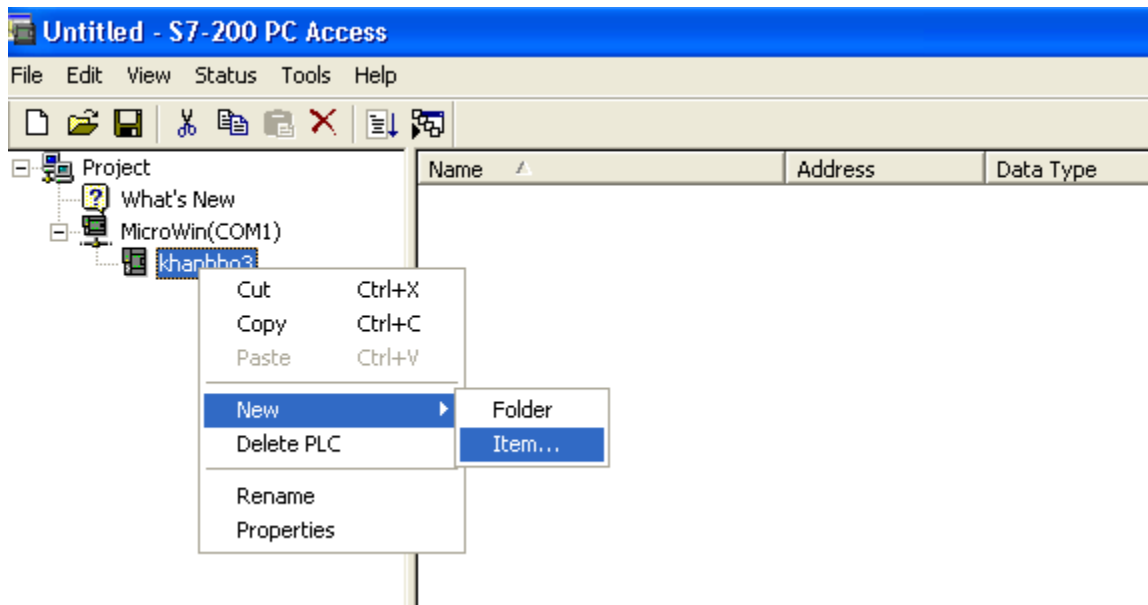 Untitled - S7-200 PC Access
File Edit View Status Tools Help
Project
Name Address Data Type
What's New
MicroWin(COM1)
khanhho3
Cut Ctrl+X
Copy Ctrl+C
Paste Ctrl+V
New Folder
Delete PLC Item...
Rename
Properties